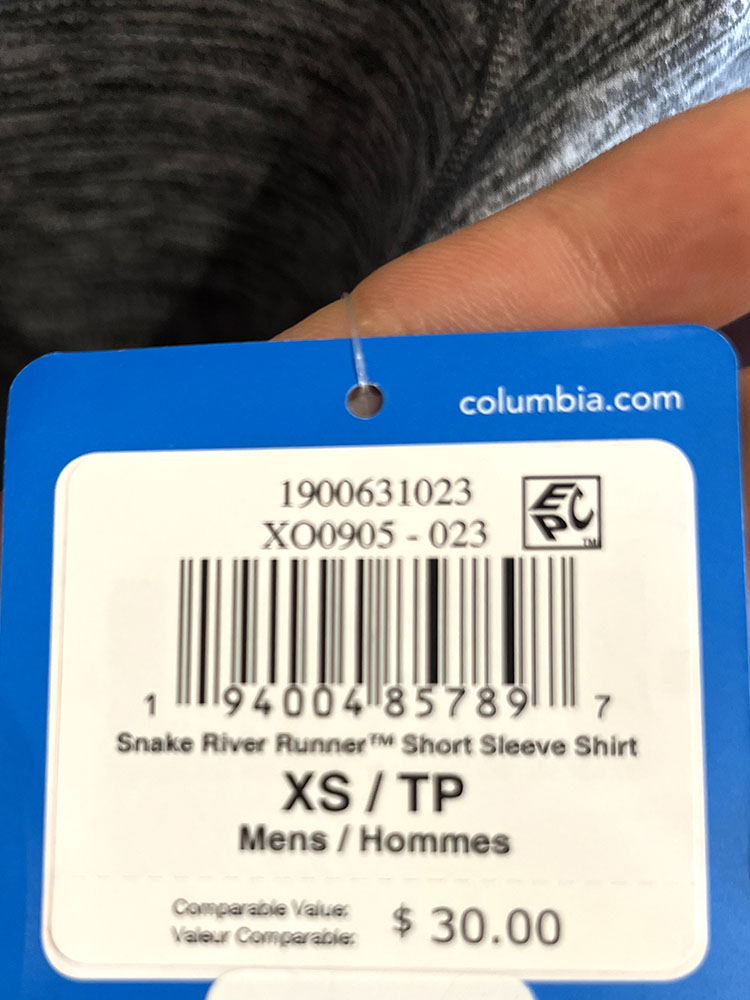 columbia.com
1900631023
XO0905 - 023
EPC™
1 94004 85789 7
Snake River Runner™ Short Sleeve Shirt
XS / TP
Mens / Hommes
Comparable Value: $ 30.00
Valeur Comparable: